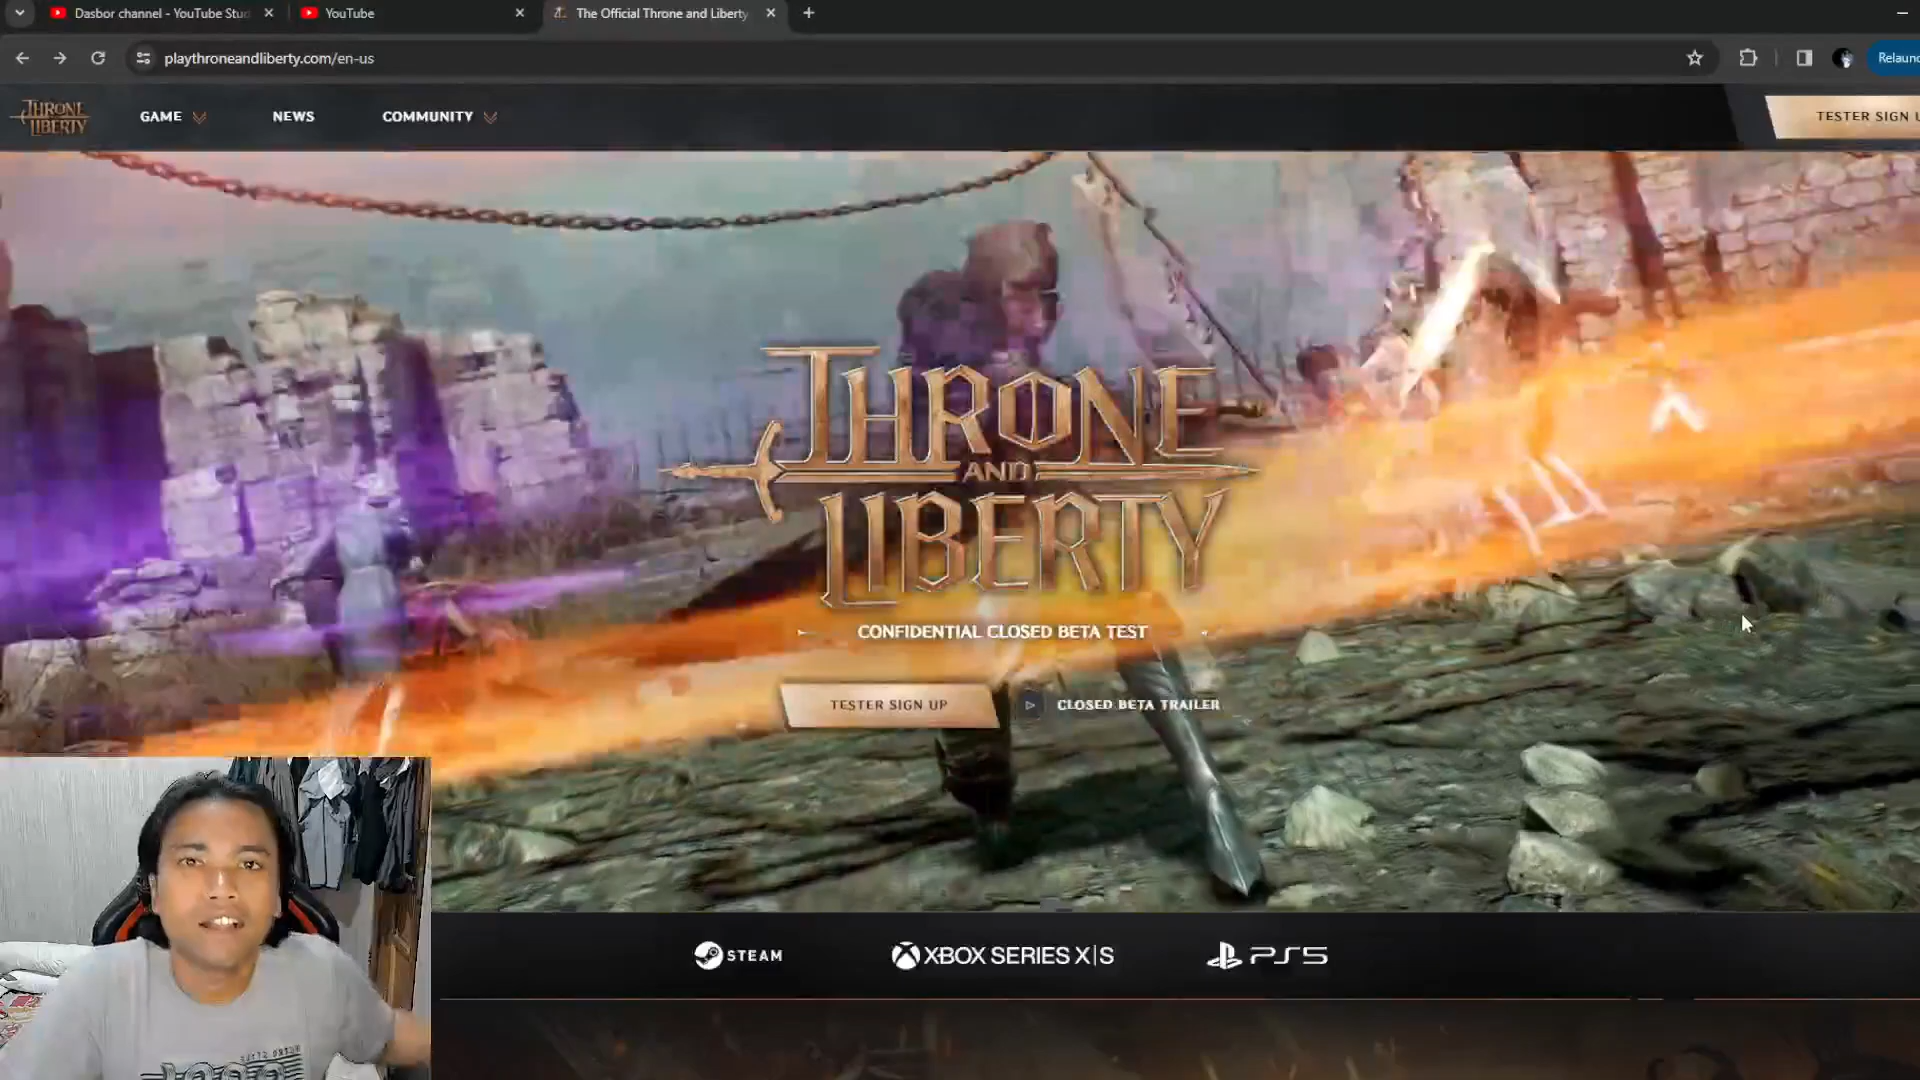 Dasbor channel - YouTube Stud
YouTube
The Official Throne and Liberty
playthroneandliberty.com/en-us
Relaunc
THRONE
LIBERTY
GAME
NEWS
COMMUNITY
TESTER SIGN U
THRONE
AND
LIBERTY
CONFIDENTIAL CLOSED BETA TEST
TESTER SIGN UP
CLOSED BETA TRAILER
STEAM
XBOX SERIES X|S
PS5